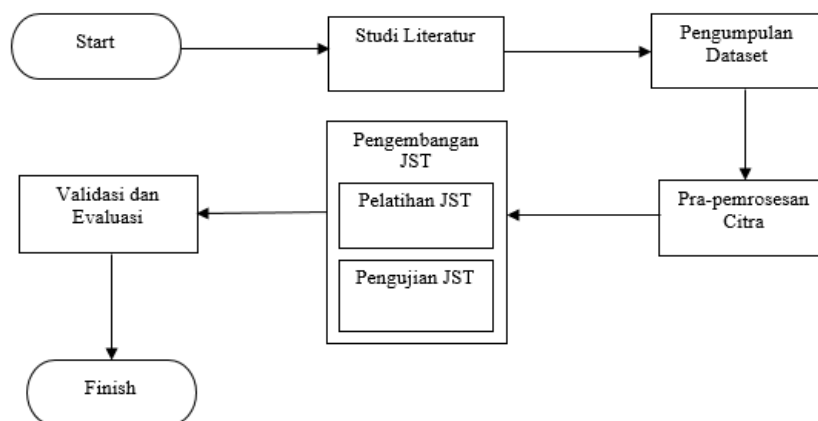 Start
Studi Literatur
Pengumpulan
Dataset
Pra-pemrosesan
Citra
Pengembangan
JST
Pelatihan JST
Pengujian JST
Validasi dan
Evaluasi
Finish